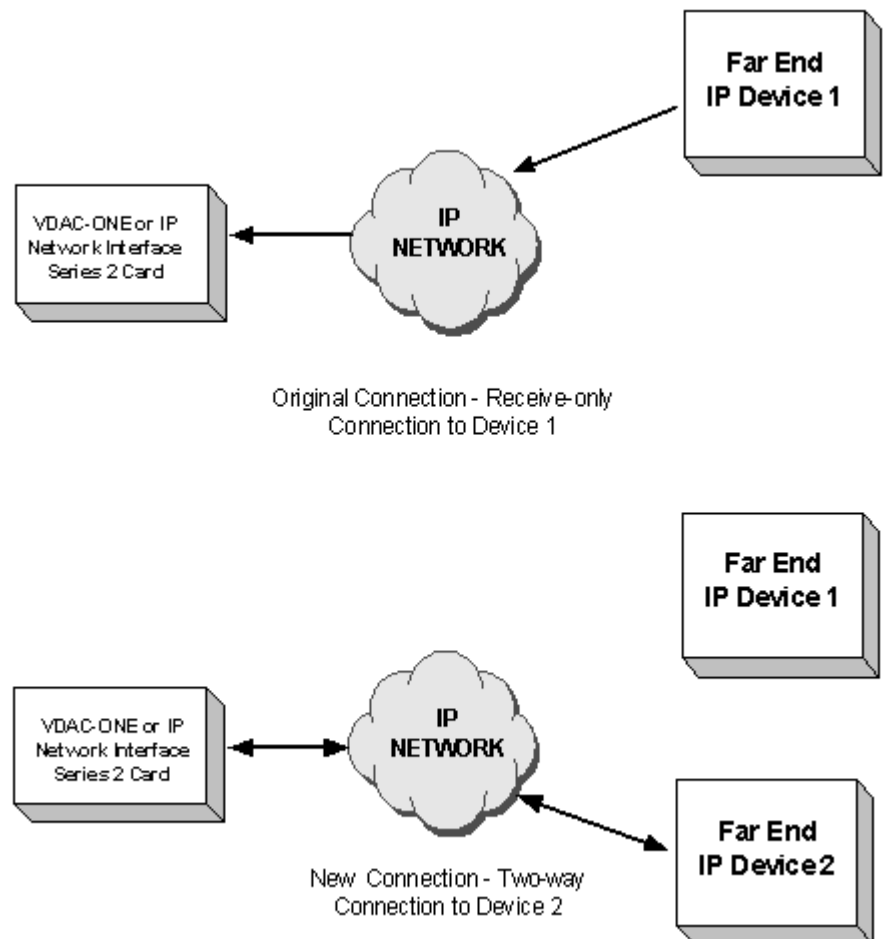 Far End
IP Device 1
IP
NETWORK
VDAC-ONE or IP
Network Interface
Series 2 Card
Original Connection - Receive-only
Connection to Device 1
Far End
IP Device 1
IP
NETWORK
VDAC-ONE or IP
Network Interface
Series 2 Card
Far End
IP Device2
New Connection - Two-way
Connection to Device 2